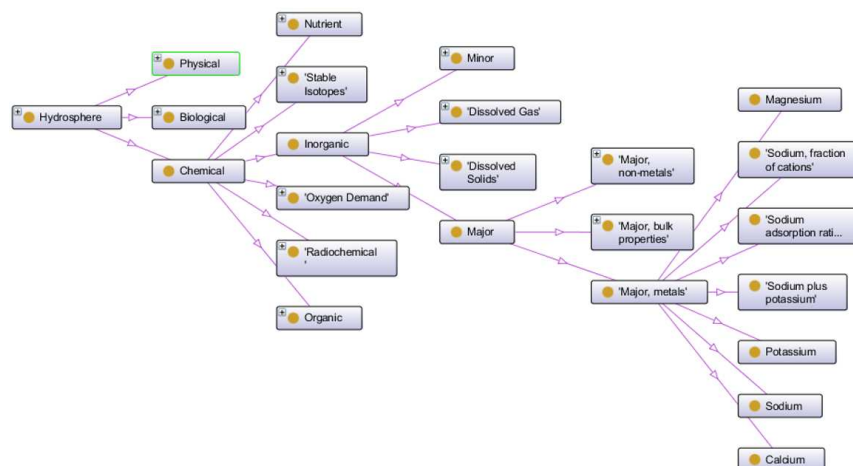 Nutrient
Physical
'Stable
Isotopes'
Hydrosphere
Biological
Chemical
Inorganic
'Oxygen Demand'
'Radiochemical
'
Organic
Minor
'Dissolved Gas'
'Dissolved
Solids'
Major
'Major,
non-metals'
'Major, bulk
properties'
'Major, metals'
Magnesium
'Sodium, fraction
of cations'
'Sodium
adsorption rati...
'Sodium plus
potassium'
Potassium
Sodium
Calcium